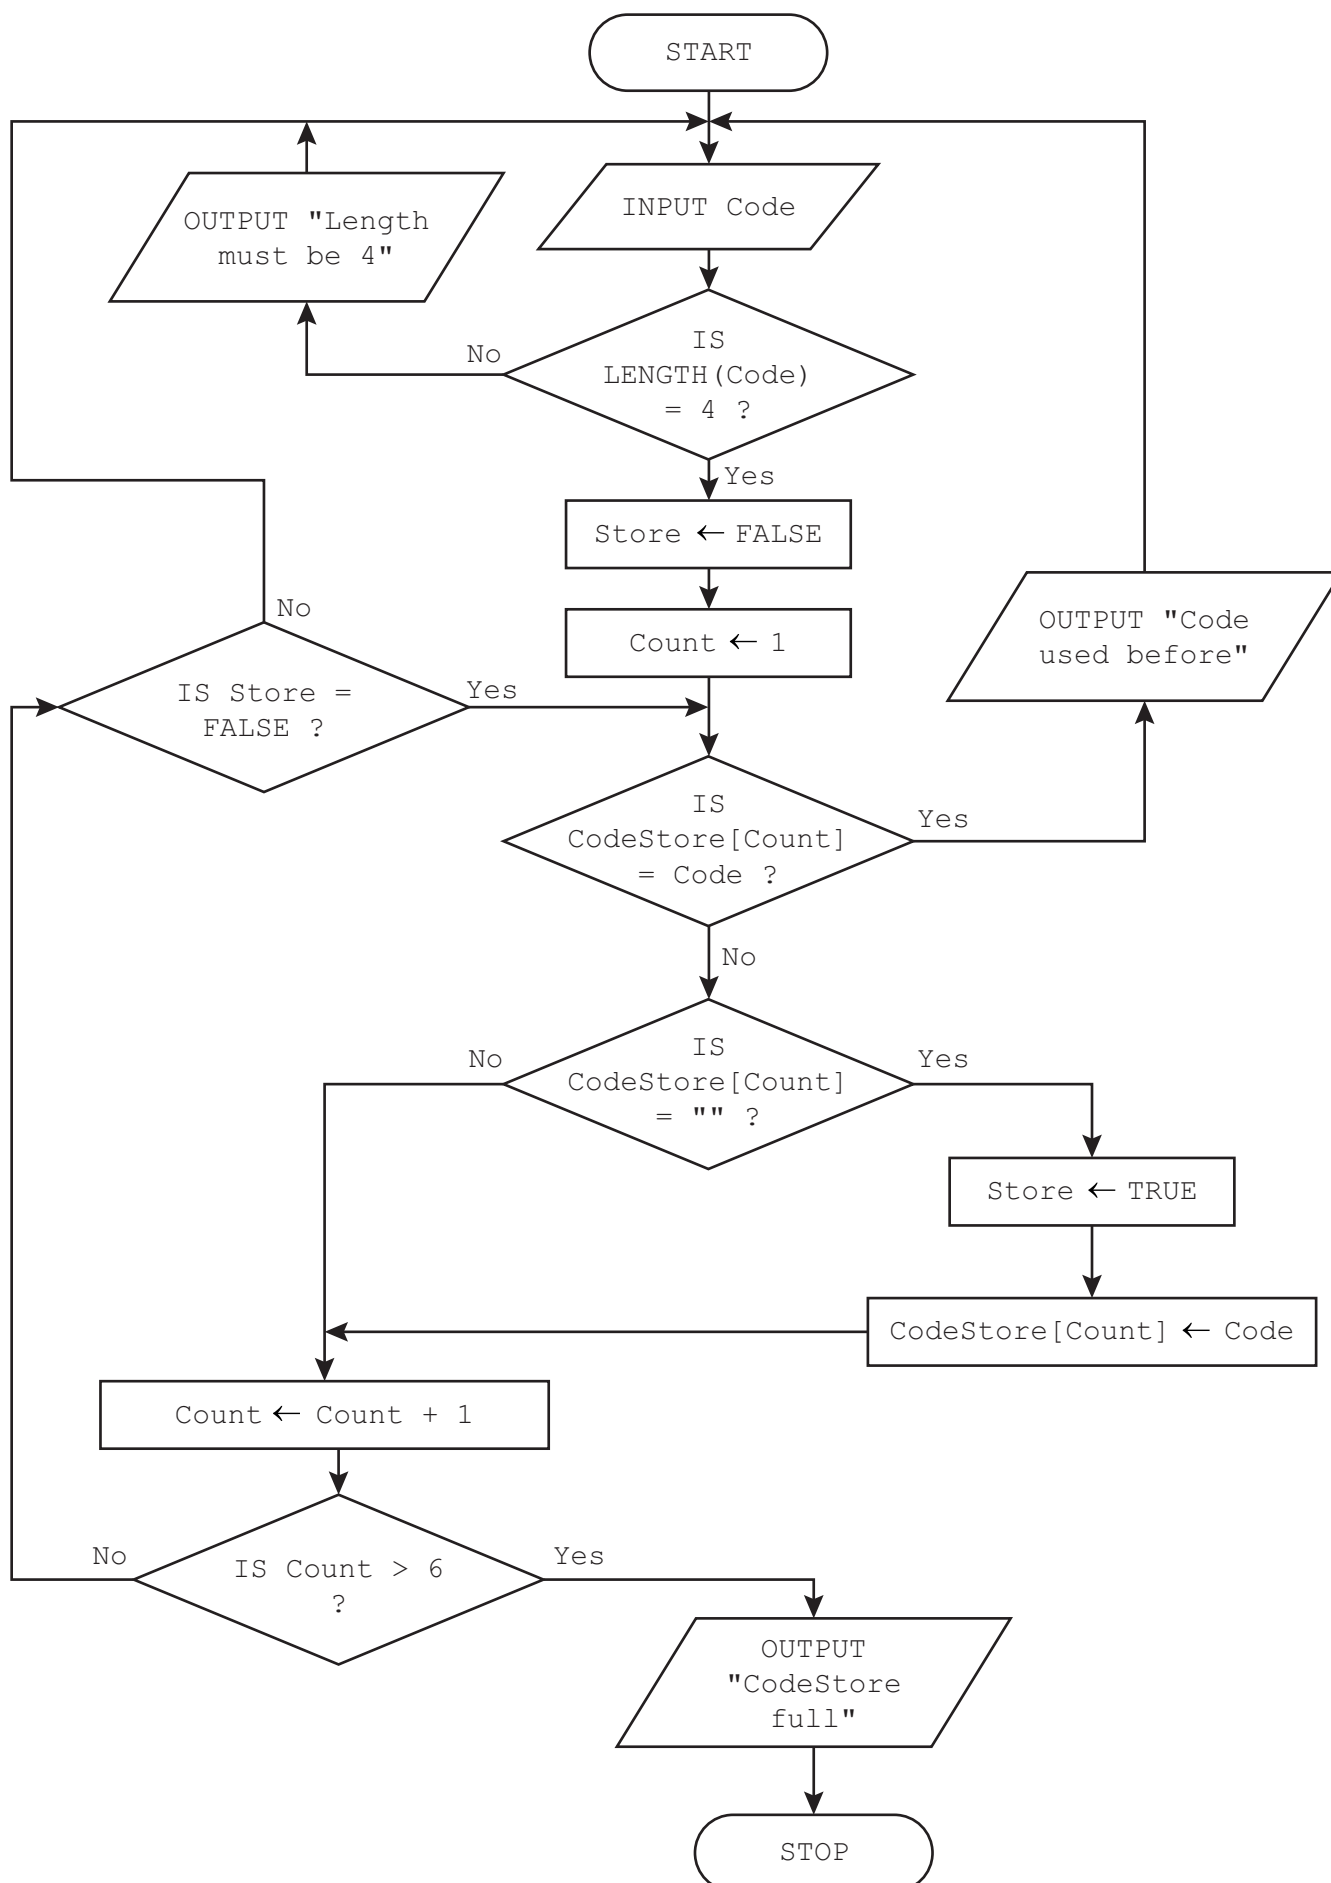 START
OUTPUT "Length
must be 4"
INPUT Code
No
IS
LENGTH(Code)
= 4 ?
Yes
Store ← FALSE
Count ← 1
No
IS Store =
FALSE ?
Yes
OUTPUT "Code
used before"
IS
CodeStore[Count]
= Code ?
Yes
No
No
IS
CodeStore[Count]
= "" ?
Yes
Store ← TRUE
CodeStore[Count] ← Code
Count ← Count + 1
No
IS Count > 6
?
Yes
OUTPUT
"CodeStore
full"
STOP